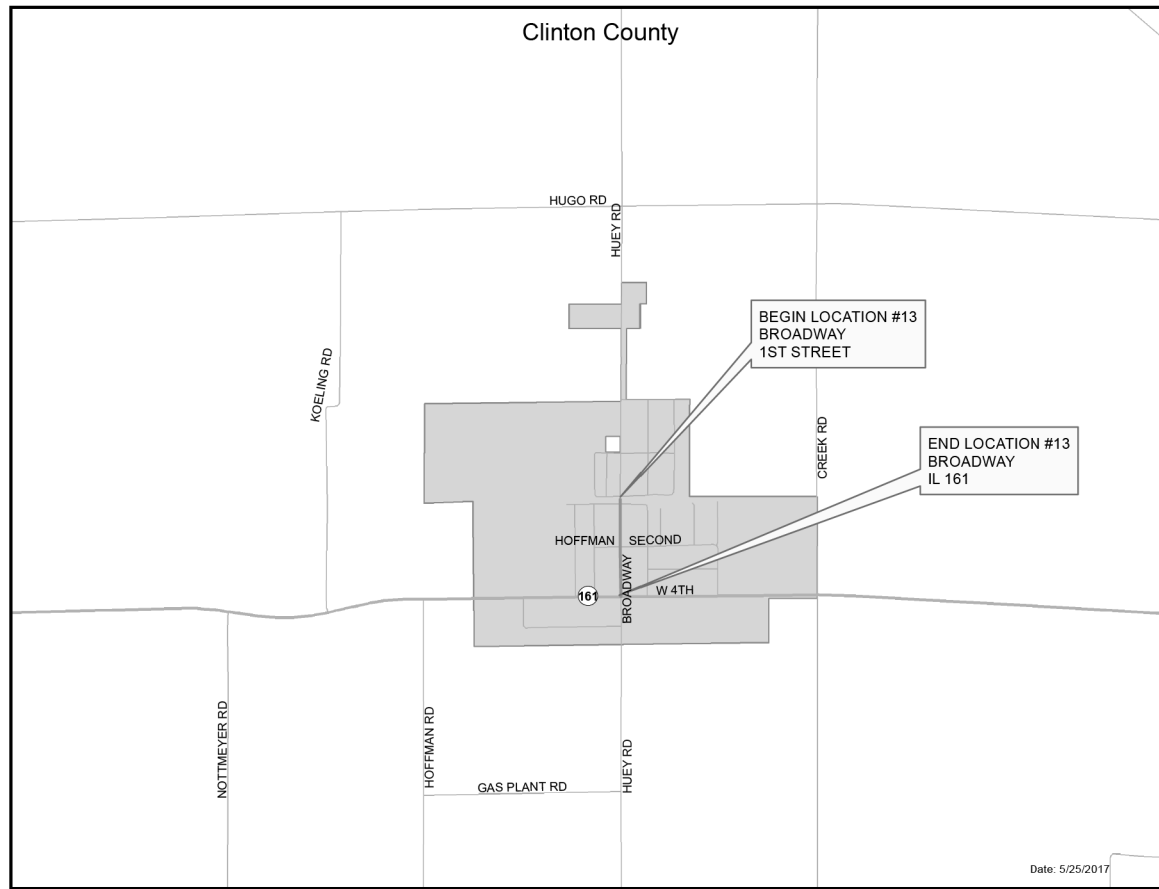 Clinton County
HUGO RD
HUEY RD
BEGIN LOCATION #13
BROADWAY
1ST STREET
KOELING RD
CREEK RD
END LOCATION #13
BROADWAY
IL 161
HOFFMAN
SECOND
BROADWAY
161
W 4TH
NOTTMEYER RD
HOFFMAN RD
HUEY RD
GAS PLANT RD
Date: 5/25/2017